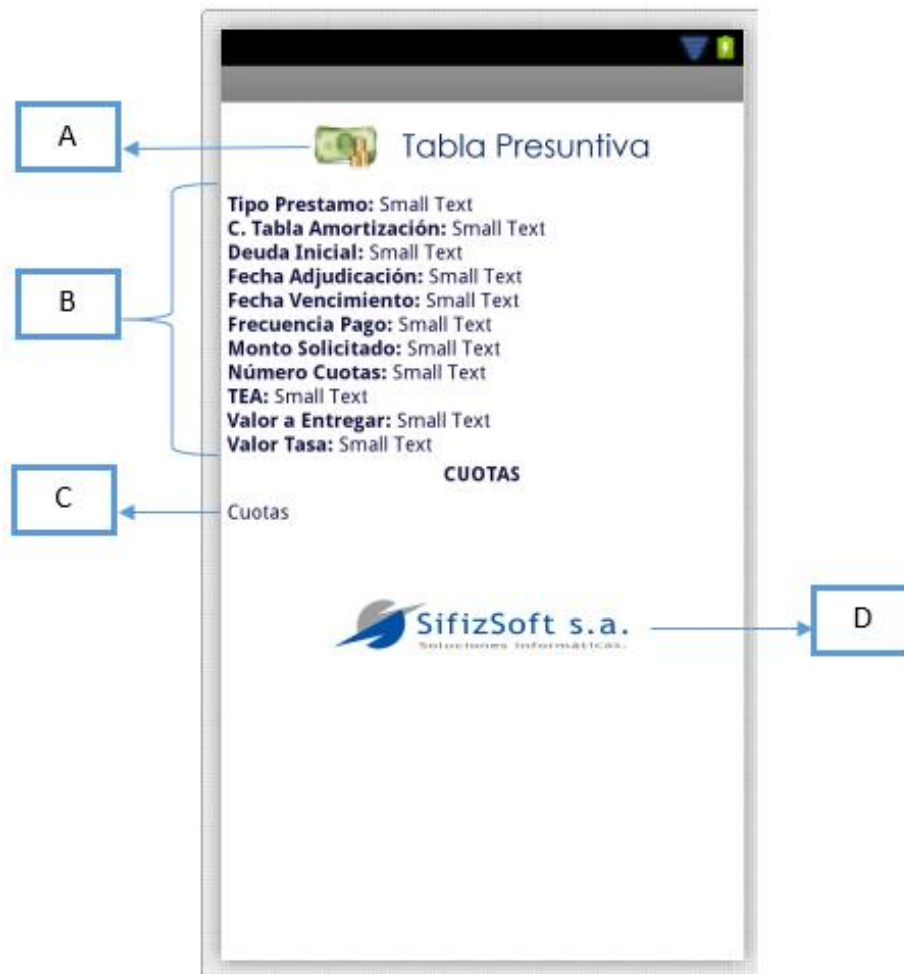 A
Tabla Presuntiva
B
Tipo Prestamo: Small Text
C. Tabla Amortización: Small Text
Deuda Inicial: Small Text
Fecha Adjudicación: Small Text
Fecha Vencimiento: Small Text
Frecuencia Pago: Small Text
Monto Solicitado: Small Text
Número Cuotas: Small Text
TEA: Small Text
Valor a Entregar: Small Text
Valor Tasa: Small Text
CUOTAS
C
Cuotas
SifizSoft s.a.
Soluciones Informáticas.
D